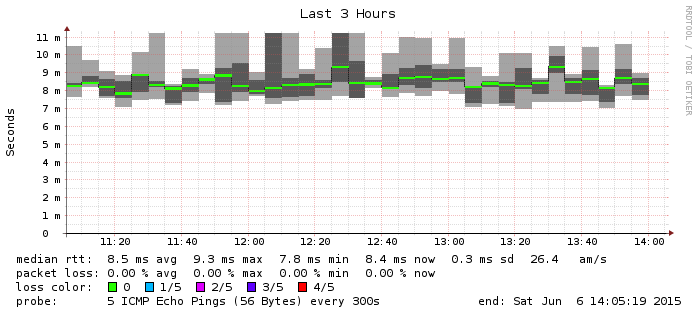 Last 3 Hours
RRDTOOL / TOBI OETIKER
Seconds
11 m
10 m
9 m
8 m
7 m
6 m
5 m
4 m
3 m
2 m
1 m
0
11:20 11:40 12:00 12:20 12:40 13:00 13:20 13:40 14:00
median rtt: 8.5 ms avg 9.3 ms max 7.8 ms min 8.4 ms now 0.3 ms sd 26.4 am/s
packet loss: 0.00 % avg 0.00 % max 0.00 % min 0.00 % now
loss color: 0 1/5 2/5 3/5 4/5
probe: 5 ICMP Echo Pings (56 Bytes) every 300s end: Sat Jun 6 14:05:19 2015